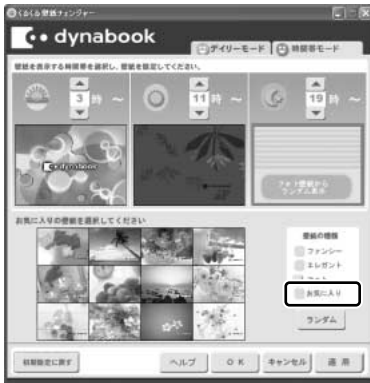 くるくる壁紙チェンジャー
dynabook
デイリーモード
時間帯モード
壁紙を表示する時間帯を選択し、壁紙を設定してください。
3 時 ~
11 時 ~
19 時 ~
dynabook
フォト壁紙から
ランダム表示
お気に入りの壁紙を選択してください
壁紙の種類
ファンシー
エレガント
お気に入り
ランダム
初期設定に戻す
ヘルプ
OK
キャンセル
適用